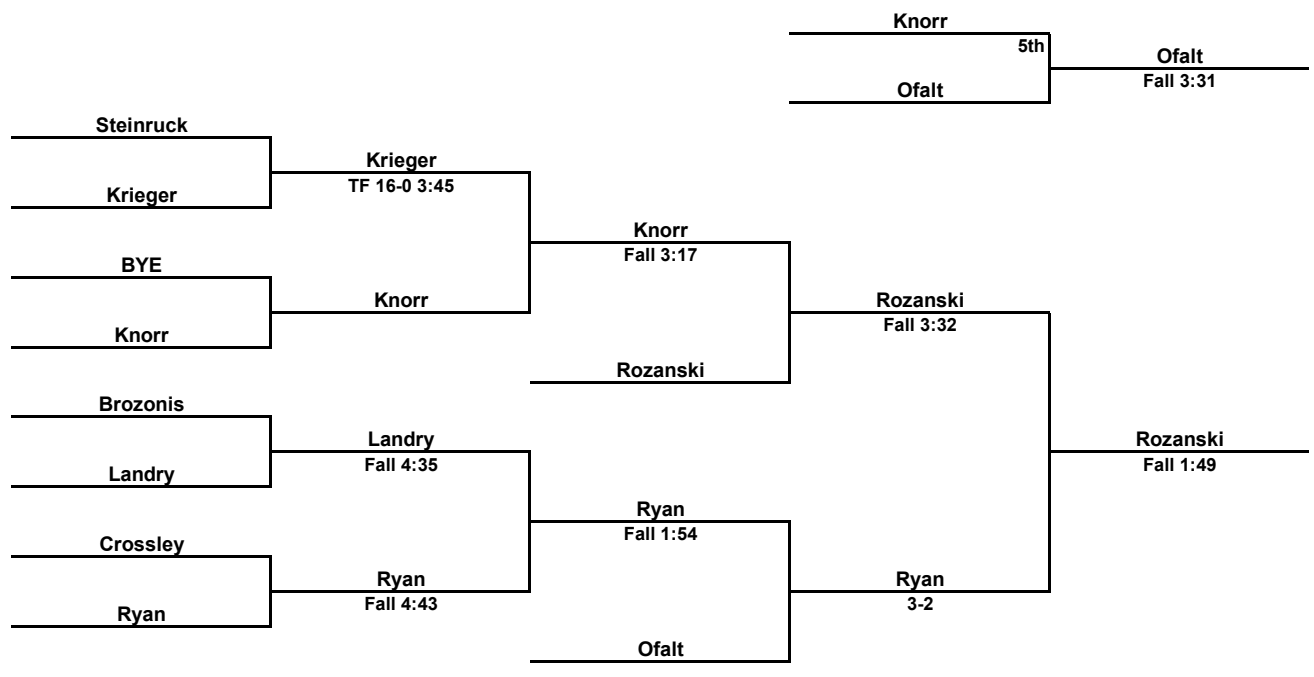 Knorr
5th
Ofalt
Fall 3:31
Ofalt
Steinruck
Krieger
TF 16-0 3:45
Krieger
Knorr
Fall 3:17
BYE
Knorr
Rozanski
Fall 3:32
Knorr
Rozanski
Brozonis
Landry
Fall 4:35
Rozanski
Fall 1:49
Landry
Ryan
Fall 1:54
Crossley
Ryan
Fall 4:43
Ryan
3-2
Ryan
Ofalt